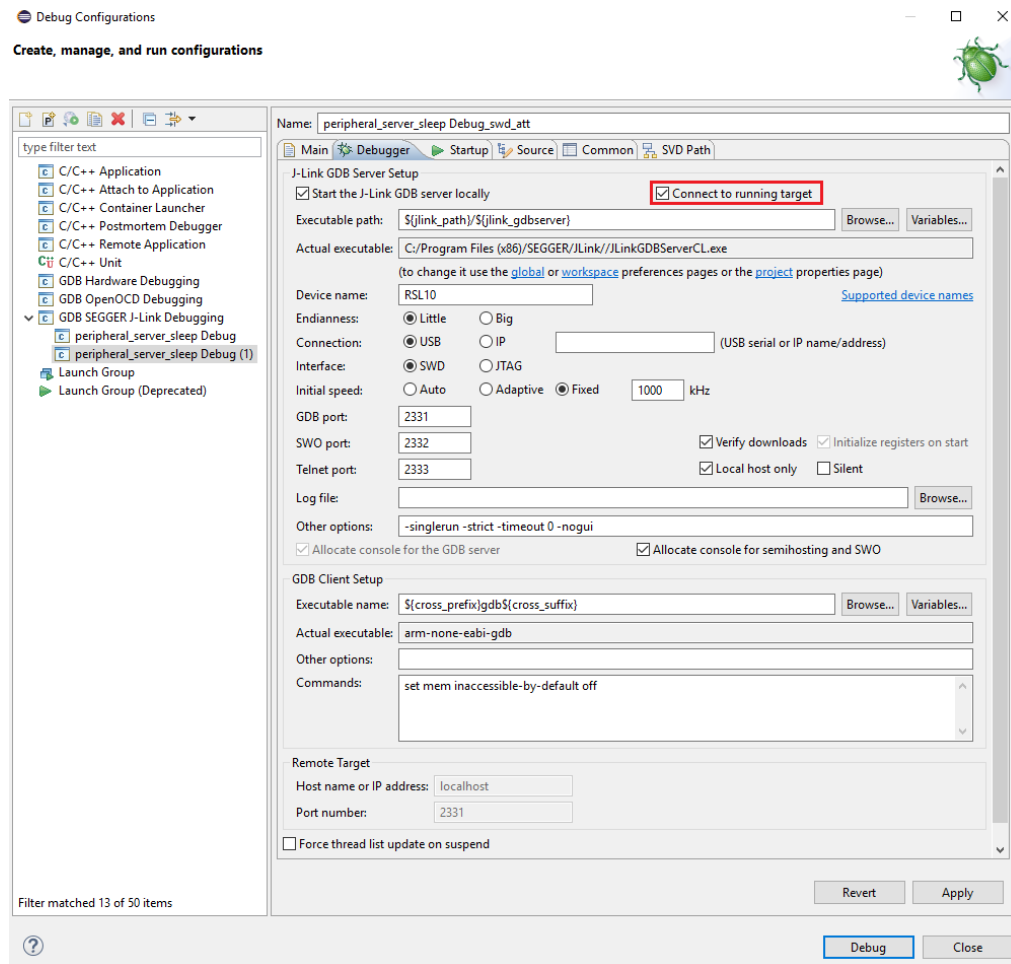 Debug Configurations
Create, manage, and run configurations
type filter text
C/C++ Application
C/C++ Attach to Application
C/C++ Container Launcher
C/C++ Postmortem Debugger
C/C++ Remote Application
C/C++ Unit
GDB Hardware Debugging
GDB OpenOCD Debugging
GDB SEGGER J-Link Debugging
peripheral_server_sleep Debug
peripheral_server_sleep Debug (1)
Launch Group
Launch Group (Deprecated)
Filter matched 13 of 50 items
Name: peripheral_server_sleep Debug_swd_att
Main Debugger Startup Source Common SVD Path
J-Link GDB Server Setup
Start the J-Link GDB server locally Connect to running target
Executable path: ${jlink_path}/${jlink_gdbserver} Browse... Variables...
Actual executable: C:/Program Files (x86)/SEGGER/JLink//JLinkGDBServerCL.exe
(to change it use the global or workspace preferences pages or the project properties page)
Device name: RSL10 Supported device names
Endianness: Little Big
Connection: USB IP (USB serial or IP name/address)
Interface: SWD JTAG
Initial speed: Auto Adaptive Fixed 1000 kHz
GDB port: 2331
SWO port: 2332 Verify downloads Initialize registers on start
Telnet port: 2333 Local host only Silent
Log file: Browse...
Other options: -singlerun -strict -timeout 0 -nogui
Allocate console for the GDB server Allocate console for semihosting and SWO
GDB Client Setup
Executable name: ${cross_prefix}gdb${cross_suffix} Browse... Variables...
Actual executable: arm-none-eabi-gdb
Other options:
Commands: set mem inaccessible-by-default off
Remote Target
Host name or IP address: localhost
Port number: 2331
Force thread list update on suspend
Revert Apply
? Debug Close